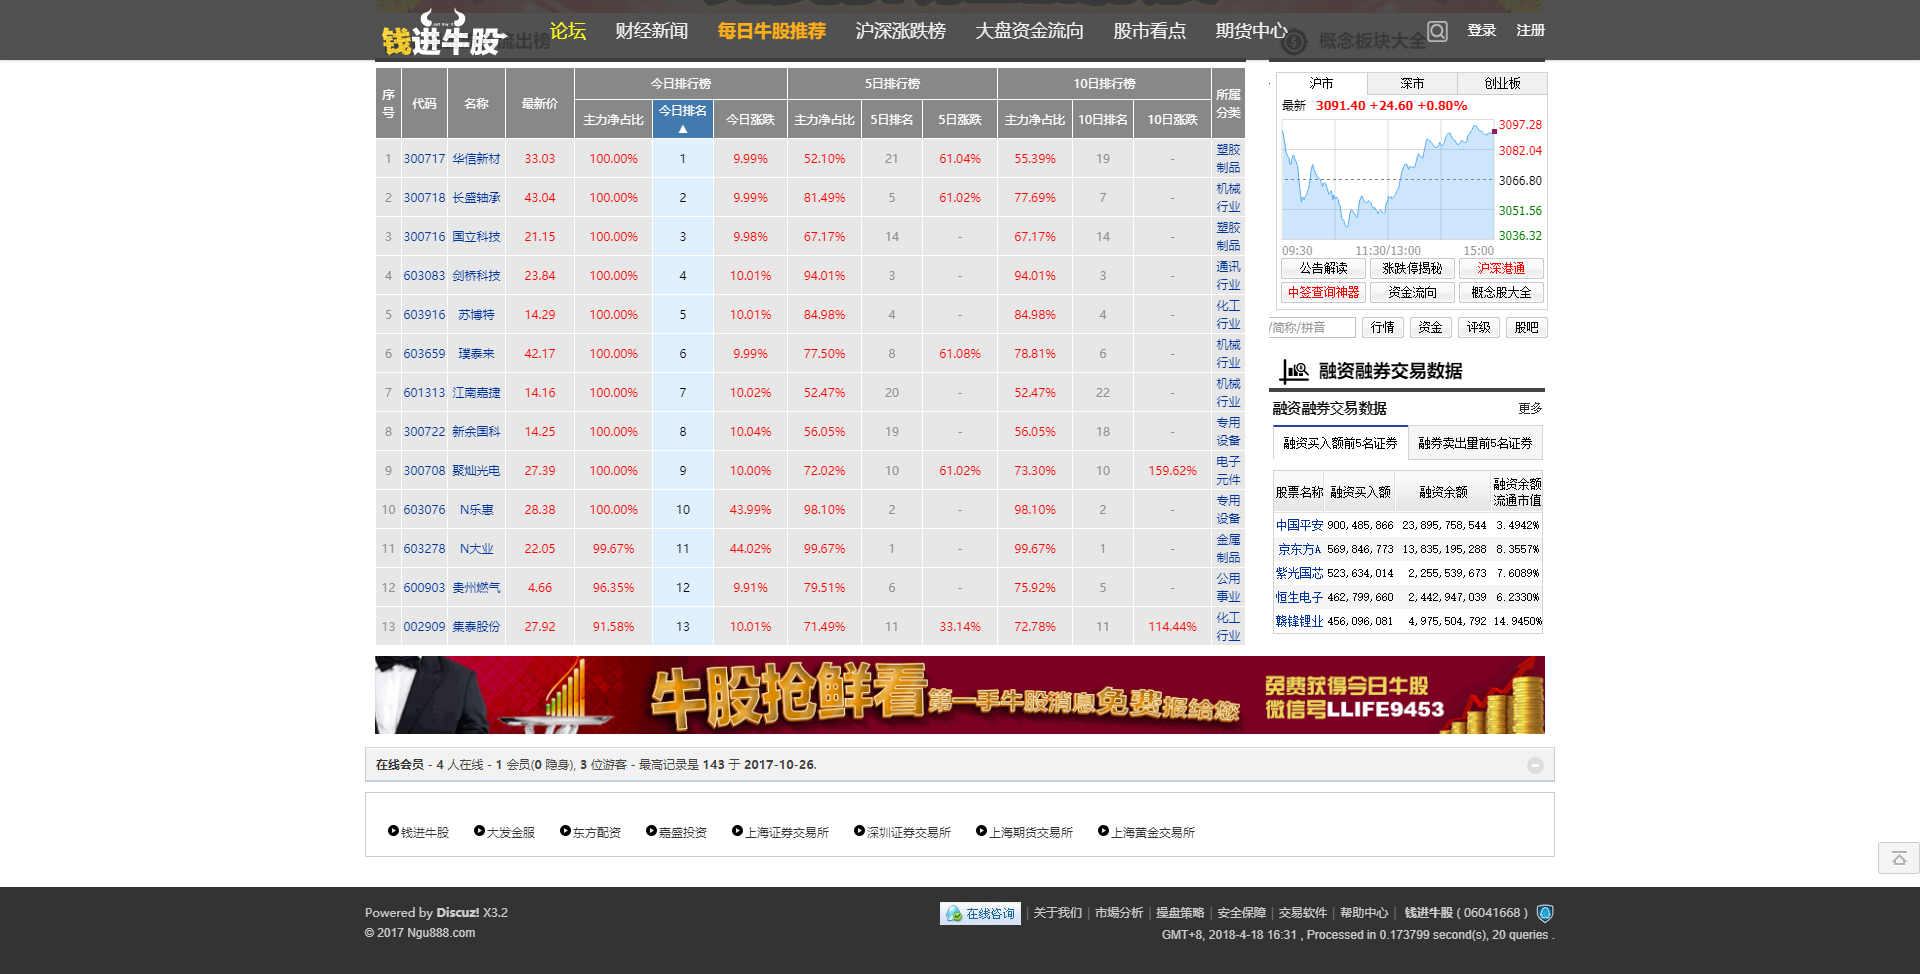 钱进牛股 论坛 财经新闻 每日牛股推荐 沪深涨跌榜 大盘资金流向 股市看点 期货中心 登录 注册
流出榜 概念板块大全
序号 代码 名称 最新价 今日排行榜 5日排行榜 10日排行榜 所属分类
主力净占比 今日排名▲ 今日涨跌 主力净占比 5日排名 5日涨跌 主力净占比 10日排名 10日涨跌
1 300717 华信新材 33.03 100.00% 1 9.99% 52.10% 21 61.04% 55.39% 19 - 塑胶制品
2 300718 长盛轴承 43.04 100.00% 2 9.99% 81.49% 5 61.02% 77.69% 7 - 机械行业
3 300716 国立科技 21.15 100.00% 3 9.98% 67.17% 14 - 67.17% 14 - 塑胶制品
4 603083 剑桥科技 23.84 100.00% 4 10.01% 94.01% 3 - 94.01% 3 - 通讯行业
5 603916 苏博特 14.29 100.00% 5 10.01% 84.98% 4 - 84.98% 4 - 化工行业
6 603659 璞泰来 42.17 100.00% 6 9.99% 77.50% 8 61.08% 78.81% 6 - 机械行业
7 601313 江南嘉捷 14.16 100.00% 7 10.02% 52.47% 20 - 52.47% 22 - 机械行业
8 300722 新余国科 14.25 100.00% 8 10.04% 56.05% 19 - 56.05% 18 - 专用设备
9 300708 聚灿光电 27.39 100.00% 9 10.00% 72.02% 10 61.02% 73.30% 10 159.62% 电子元件
10 603076 N乐惠 28.38 100.00% 10 43.99% 98.10% 2 - 98.10% 2 - 专用设备
11 603278 N大业 22.05 99.67% 11 44.02% 99.67% 1 - 99.67% 1 - 金属制品
12 600903 贵州燃气 4.66 96.35% 12 9.91% 79.51% 6 - 75.92% 5 - 公用事业
13 002909 集泰股份 27.92 91.58% 13 10.01% 71.49% 11 33.14% 72.78% 11 114.44% 化工行业
沪市 深市 创业板
最新 3091.40 +24.60 +0.80%
3097.28
3082.04
3066.80
3051.56
3036.32
09:30 11:30/13:00 15:00
公告解读 涨跌停揭秘 沪深港通
中签查询神器 资金流向 概念股大全
/简称/拼音 行情 资金 评级 股吧
融资融券交易数据
融资融券交易数据 更多
融资买入额前5名证券 融券卖出量前5名证券
股票名称 融资买入额 融资余额 融资余额流通市值
中国平安 900,485,866 23,895,758,544 3.4942%
京东方A 569,846,773 13,835,195,288 8.3557%
紫光国芯 523,634,014 2,255,539,673 7.6089%
恒生电子 462,799,660 2,442,947,039 6.2330%
赣锋锂业 456,096,081 4,975,504,792 14.9450%
牛股抢鲜看 第一手牛股消息免费报给您 免费获得今日牛股
微信号LLIFE9453
在线会员 - 4 人在线 - 1 会员(0 隐身), 3 位游客 - 最高记录是 143 于 2017-10-26.
钱进牛股 大发金服 东方配资 嘉盛投资 上海证券交易所 深圳证券交易所 上海期货交易所 上海黄金交易所
Powered by Discuz! X3.2
© 2017 Ngu888.com
在线咨询 | 关于我们 | 市场分析 | 操盘策略 | 安全保障 | 交易软件 | 帮助中心 | 钱进牛股 ( 06041668 )
GMT+8, 2018-4-18 16:31 , Processed in 0.173799 second(s), 20 queries .